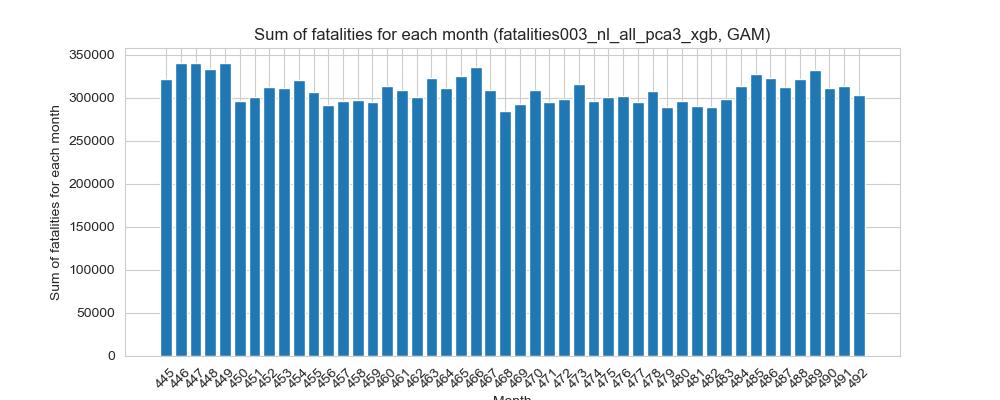 Sum of fatalities for each month (fatalities003_nl_all_pca3_xgb, GAM)
Sum of fatalities for each month
350000
300000
250000
200000
150000
100000
50000
0
445 446 447 448 449 450 451 452 453 454 455 456 457 458 459 460 461 462 463 464 465 466 467 468 469 470 471 472 473 474 475 476 477 478 479 480 481 482 483 484 485 486 487 488 489 490 491 492
Month